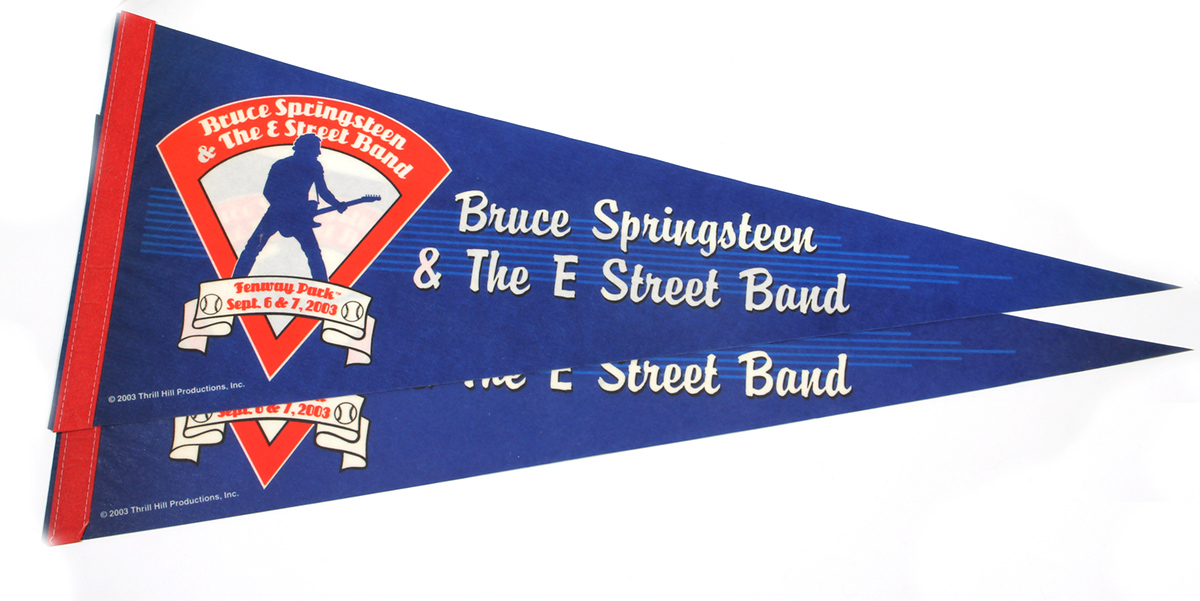 Bruce Springsteen
& The E Street Band
Fenway Park™
Sept. 6 & 7, 2003
Bruce Springsteen
& The E Street Band
© 2003 Thrill Hill Productions, Inc.
The E Street Band
Sept. 6 & 7, 2003
© 2003 Thrill Hill Productions, Inc.